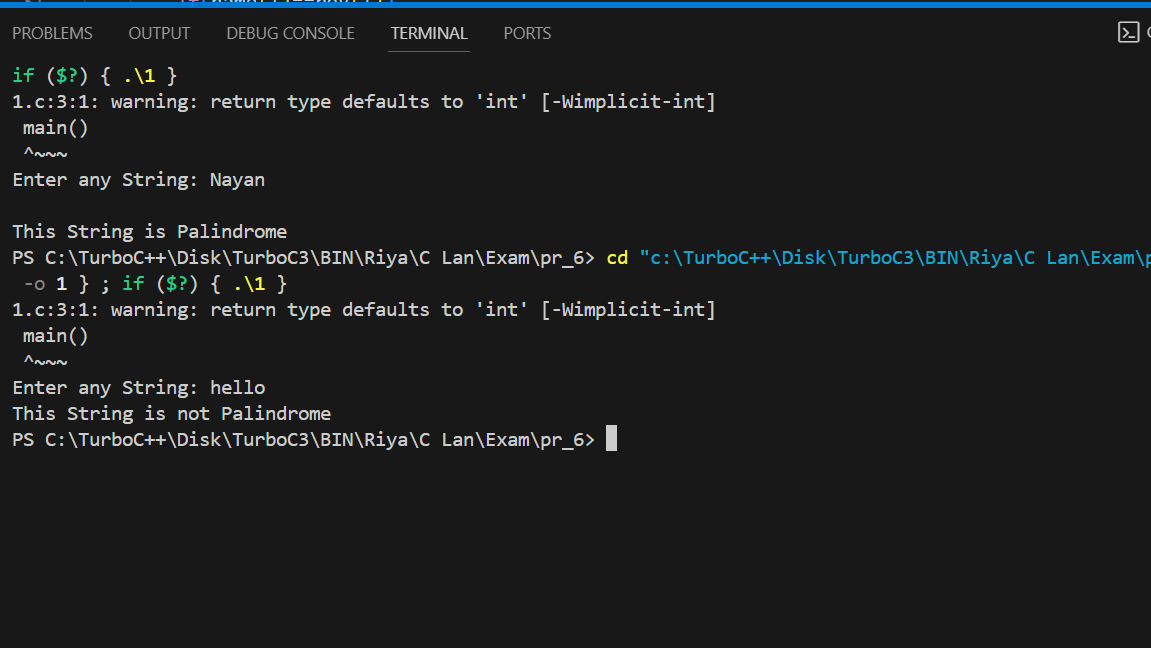 PROBLEMS OUTPUT DEBUG CONSOLE TERMINAL PORTS
if ($?) { .\1 }
1.c:3:1: warning: return type defaults to 'int' [-Wimplicit-int]
 main()
 ^~~~
Enter any String: Nayan

This String is Palindrome
PS C:\TurboC++\Disk\TurboC3\BIN\Riya\C Lan\Exam\pr_6> cd "c:\TurboC++\Disk\TurboC3\BIN\Riya\C Lan\Exam\
 -o 1 } ; if ($?) { .\1 }
1.c:3:1: warning: return type defaults to 'int' [-Wimplicit-int]
 main()
 ^~~~
Enter any String: hello
This String is not Palindrome
PS C:\TurboC++\Disk\TurboC3\BIN\Riya\C Lan\Exam\pr_6>